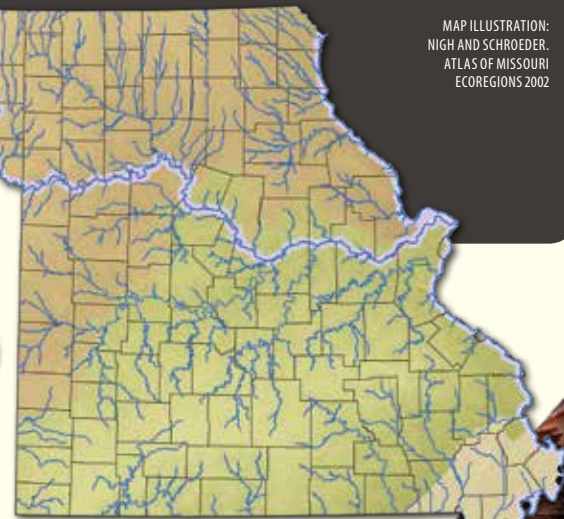 MAP ILLUSTRATION:
NIGH AND SCHROEDER.
ATLAS OF MISSOURI
ECOREGIONS 2002